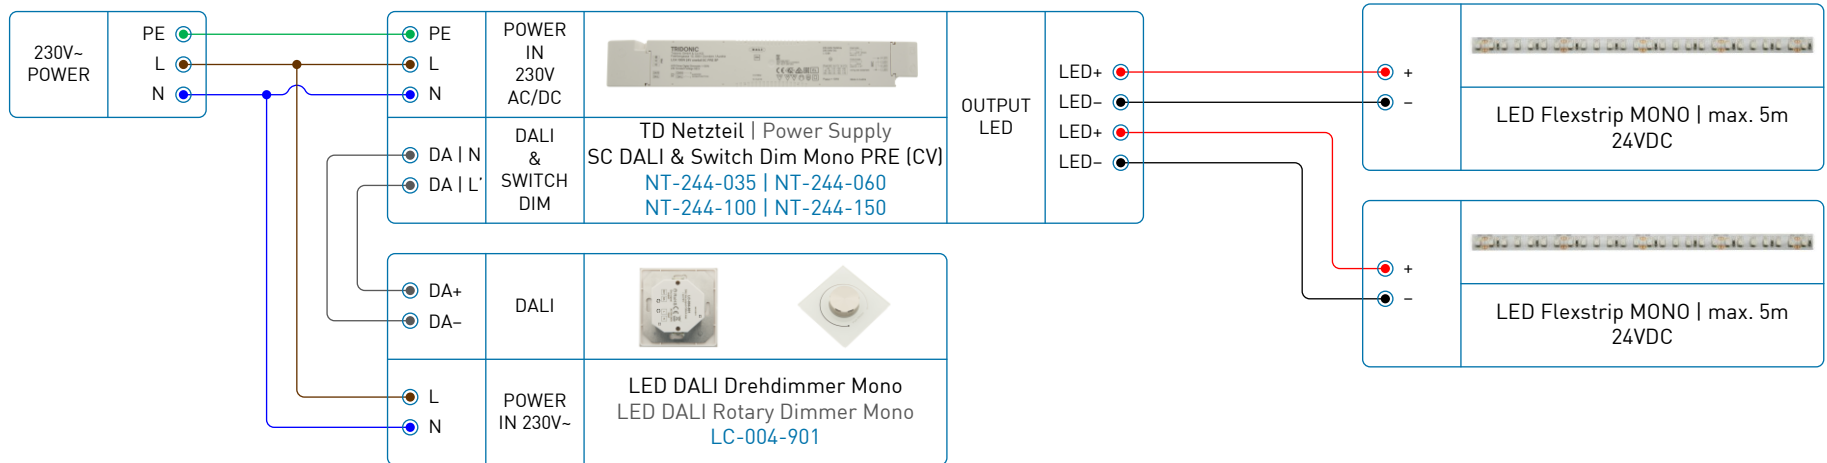 230V~
POWER
PE
L
N
PE
L
N
POWER
IN
230V
AC/DC
TRIDONIC
DA | N
DA | L'
DALI
&
SWITCH
DIM
TD Netzteil | Power Supply
SC DALI & Switch Dim Mono PRE (CV)
NT-244-035 | NT-244-060
NT-244-100 | NT-244-150
OUTPUT
LED
LED+
LED–
LED+
LED–
+
–
LED Flexstrip MONO | max. 5m
24VDC
+
–
LED Flexstrip MONO | max. 5m
24VDC
DA+
DA–
DALI
L
N
POWER
IN 230V~
LED DALI Drehdimmer Mono
LED DALI Rotary Dimmer Mono
LC-004-901